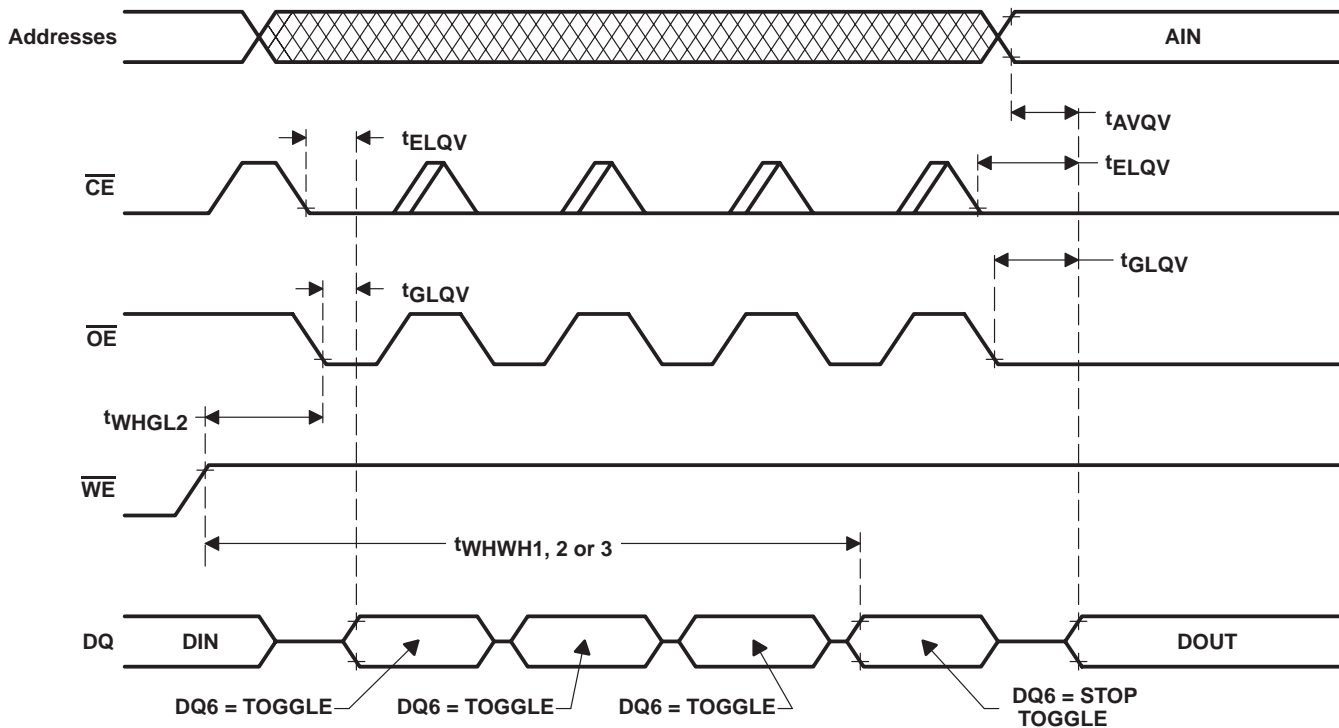 Addresses
AIN
tAVQV
tELQV
tELQV
CE
tGLQV
tGLQV
OE
tWHGL2
WE
tWHWH1, 2 or 3
DQ
DIN
DOUT
DQ6 = TOGGLE
DQ6 = TOGGLE
DQ6 = TOGGLE
DQ6 = STOP
TOGGLE